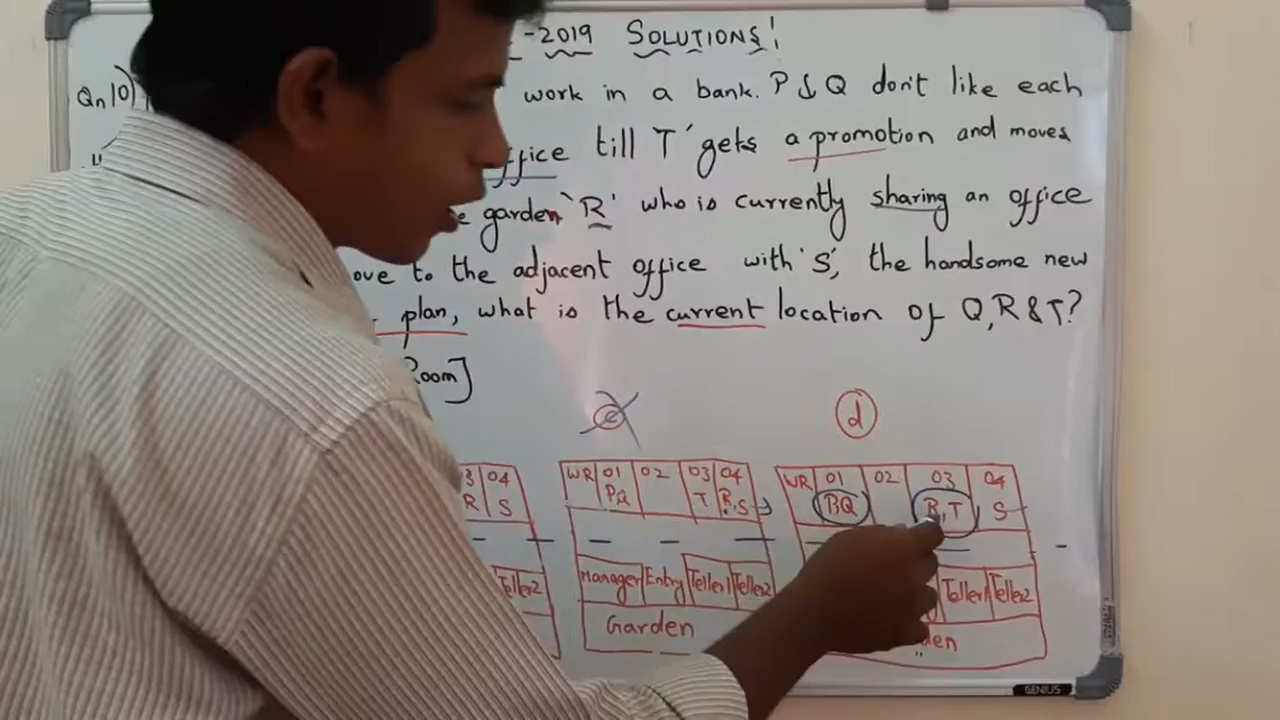 -2019 SOLUTIONS!
Qn 10) work in a bank. P & Q don't like each
office till 'T' gets a promotion and moves
garden 'R' who is currently sharing an office
ove to the adjacent office with 'S', the handsome new
plan, what is the current location of Q, R & T?
Room]
c d
3 04 WR 01 02 03 04 WR 01 02 03 04
R S P,Q T R,S P,Q R,T S
Teller2 Manager Entry Teller1 Teller2 Teller1 Teller2
Garden den
GENIUS